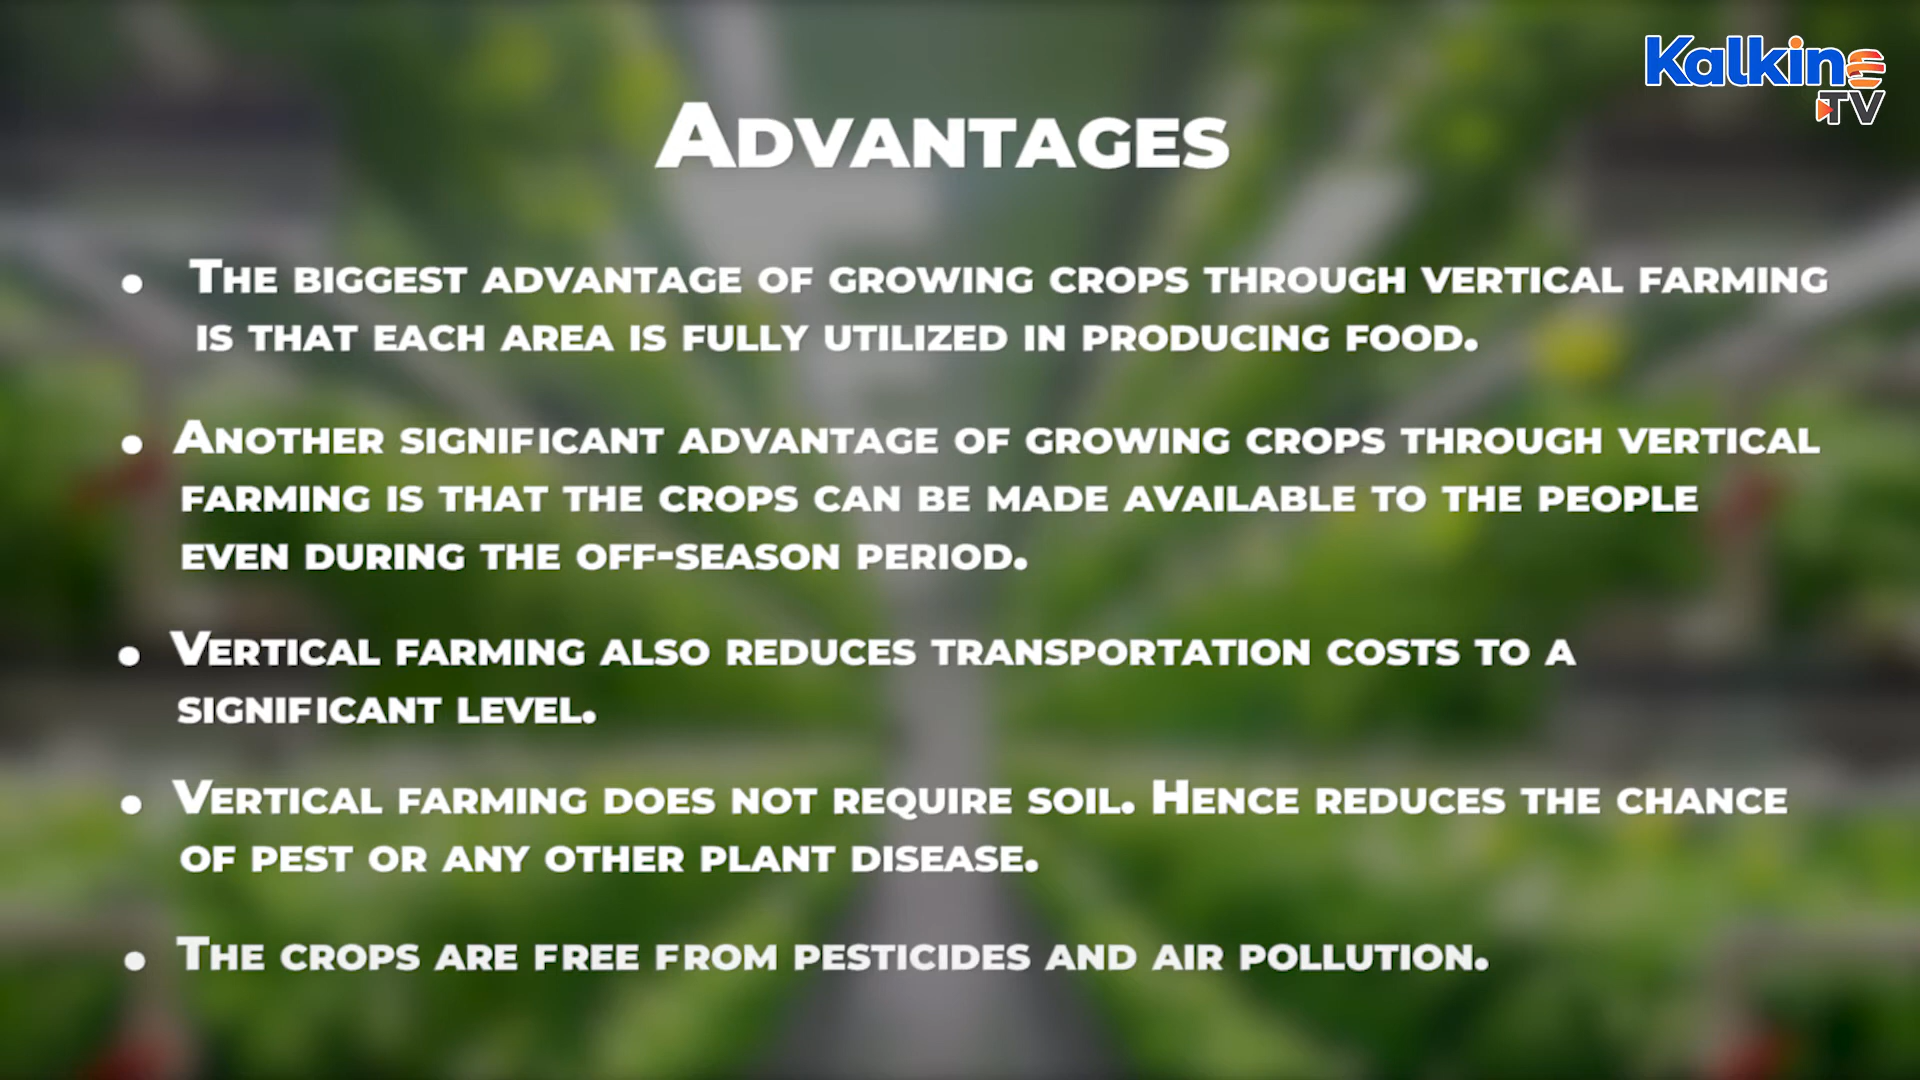 Kalkine
TV
ADVANTAGES
• THE BIGGEST ADVANTAGE OF GROWING CROPS THROUGH VERTICAL FARMING
IS THAT EACH AREA IS FULLY UTILIZED IN PRODUCING FOOD.
• ANOTHER SIGNIFICANT ADVANTAGE OF GROWING CROPS THROUGH VERTICAL
FARMING IS THAT THE CROPS CAN BE MADE AVAILABLE TO THE PEOPLE
EVEN DURING THE OFF-SEASON PERIOD.
• VERTICAL FARMING ALSO REDUCES TRANSPORTATION COSTS TO A
SIGNIFICANT LEVEL.
• VERTICAL FARMING DOES NOT REQUIRE SOIL. HENCE REDUCES THE CHANCE
OF PEST OR ANY OTHER PLANT DISEASE.
• THE CROPS ARE FREE FROM PESTICIDES AND AIR POLLUTION.